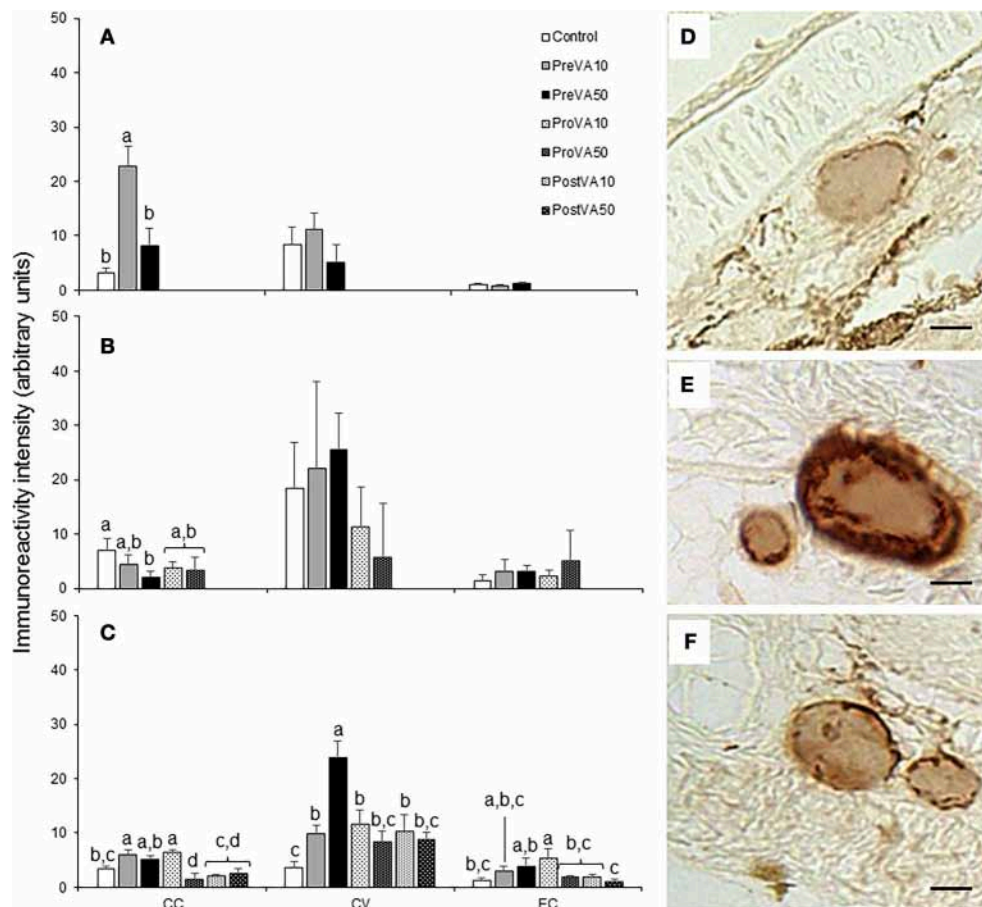 Immunoreactivity intensity (arbitrary units)
A
50
40
30
20
10
0
Control
PreVA10
PreVA50
ProVA10
ProVA50
PostVA10
PostVA50
b
a
b
B
50
40
30
20
10
0
a
a,b
b
a,b
C
50
40
30
20
10
0
b,c
a
a,b
a
d
c,d
c
b
a
b
b,c
b
b,c
b,c
a,b,c
a,b
a
b,c
c
CC
CV
EC
D
E
F